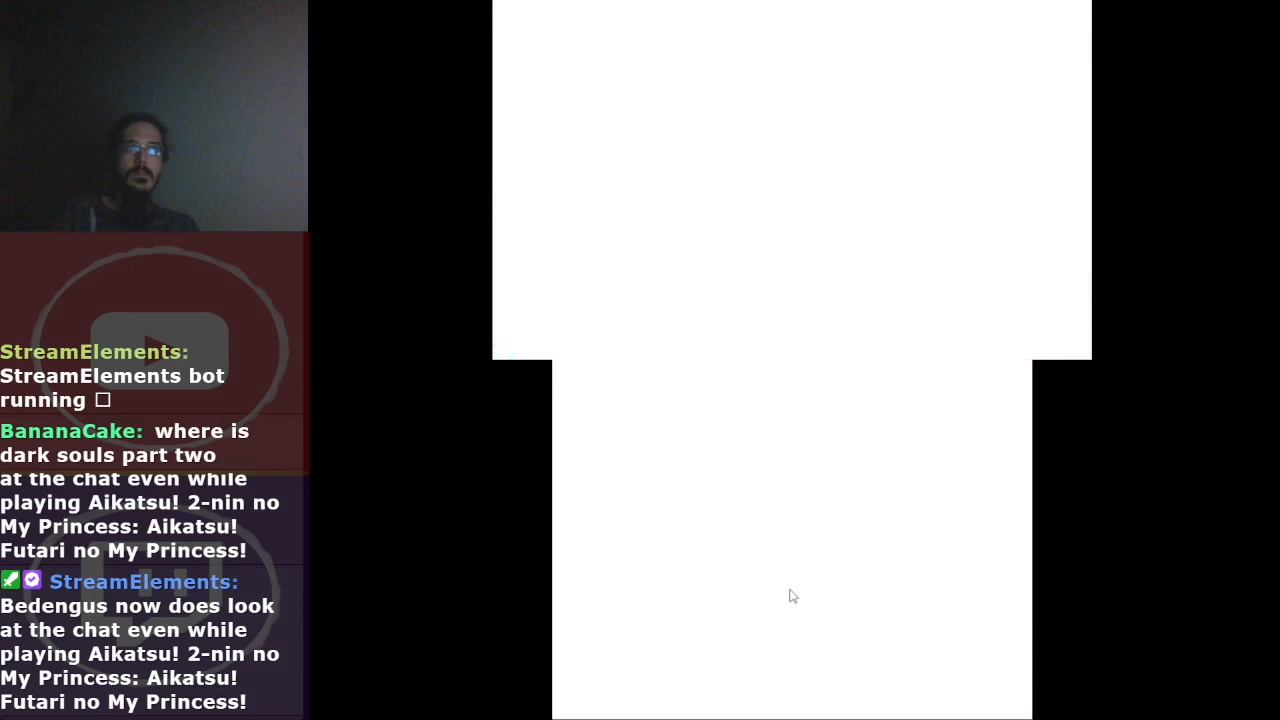 StreamElements:
StreamElements bot
running □
BananaCake: where is
dark souls part two
at the chat even while
playing Aikatsu! 2-nin no
My Princess: Aikatsu!
Futari no My Princess!
StreamElements:
Bedengus now does look
at the chat even while
playing Aikatsu! 2-nin no
My Princess: Aikatsu!
Futari no My Princess!